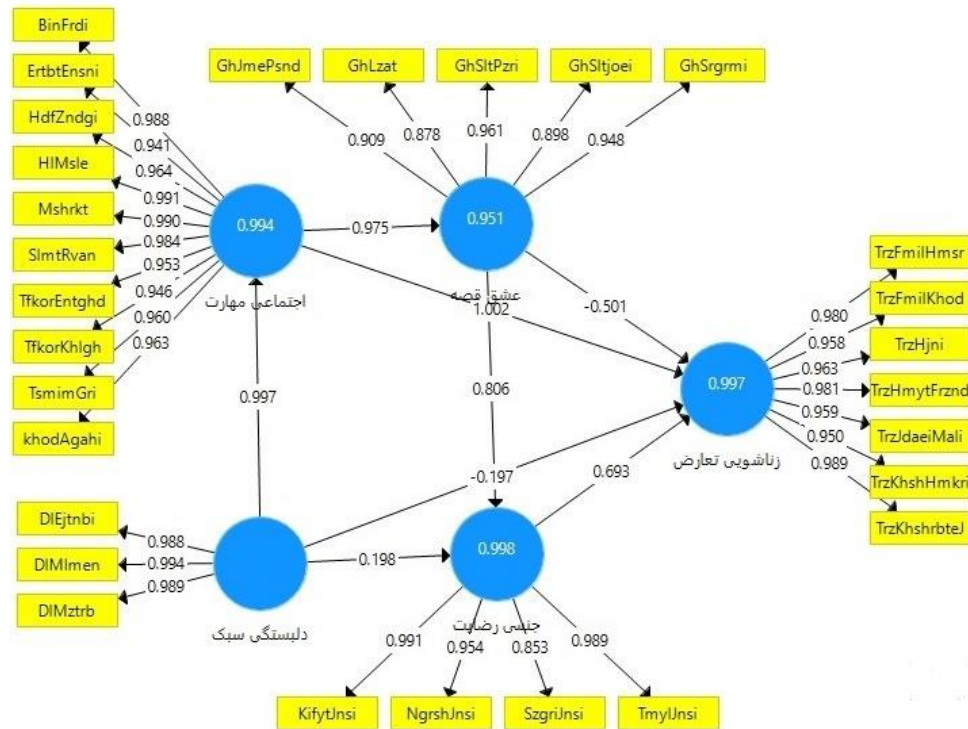 BinFrdi
ErtbtEnsni
HdfZndgi
HlMsle
Mshrkt
SlmtRvan
TfkorEntghd
TfkorKhlgh
TsmimGri
khodAgahi
0.988
0.941
0.964
0.991
0.990
0.984
0.953
0.946
0.960
0.963
0.994
اجتماعی مهارت
GhJmePsnd
GhLzat
GhSltPzri
GhSltjoei
GhSrgrmi
0.909
0.878
0.961
0.898
0.948
0.975
0.951
عشق قصه
1.002
-0.501
0.806
0.997
-0.197
0.693
0.198
TrzFmilHmsr
TrzFmilKhod
TrzHjni
TrzHmytFrznd
TrzJdaeiMali
TrzKhshHmkri
TrzKhshrbteJ
0.980
0.958
0.963
0.981
0.959
0.950
0.989
0.997
زناشویی تعارض
DlEjtnbi
DlMImen
DlMztrb
0.988
0.994
0.989
دلبستگی سبک
0.998
جنسی رضایت
0.991
0.954
0.853
0.989
KifytJnsi
NgrshJnsi
SzgriJnsi
TmylJnsi